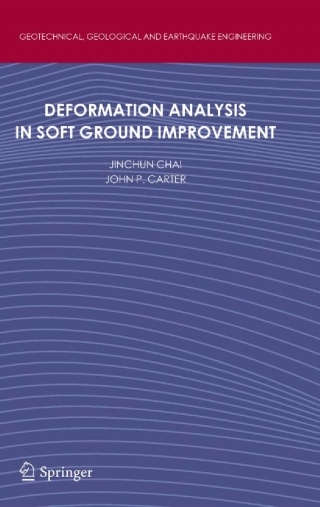 GEOTECHNICAL, GEOLOGICAL AND EARTHQUAKE ENGINEERING
DEFORMATION ANALYSIS
IN SOFT GROUND IMPROVEMENT
JINCHUN CHAI
JOHN P. CARTER
Springer